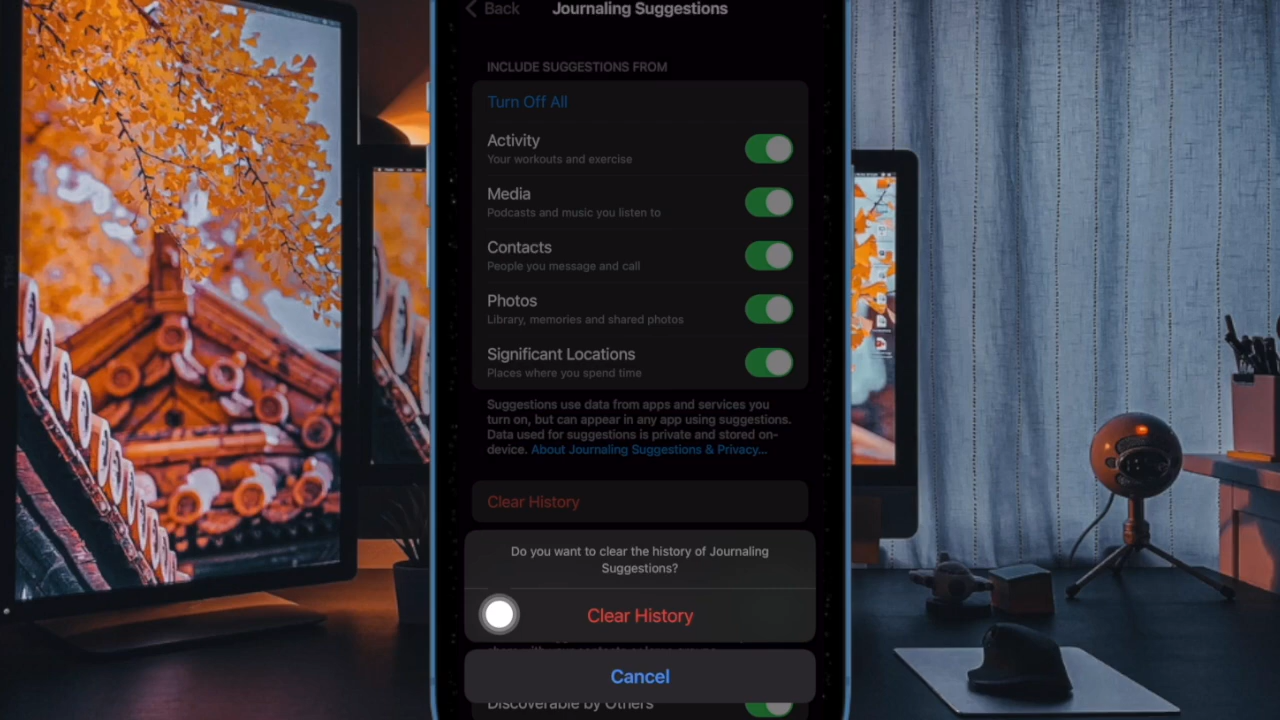 Back
Journaling Suggestions
INCLUDE SUGGESTIONS FROM
Turn Off All
Activity
Your workouts and exercise
Media
Podcasts and music you listen to
Contacts
People you message and call
Photos
Library, memories and shared photos
Significant Locations
Places where you spend time
Suggestions use data from apps and services you
turn on, but can appear in any app using suggestions.
Data used for suggestions is private and stored on-
device. About Journaling Suggestions & Privacy...
Clear History
Do you want to clear the history of Journaling
Suggestions?
Clear History
Cancel
Discoverable by Others